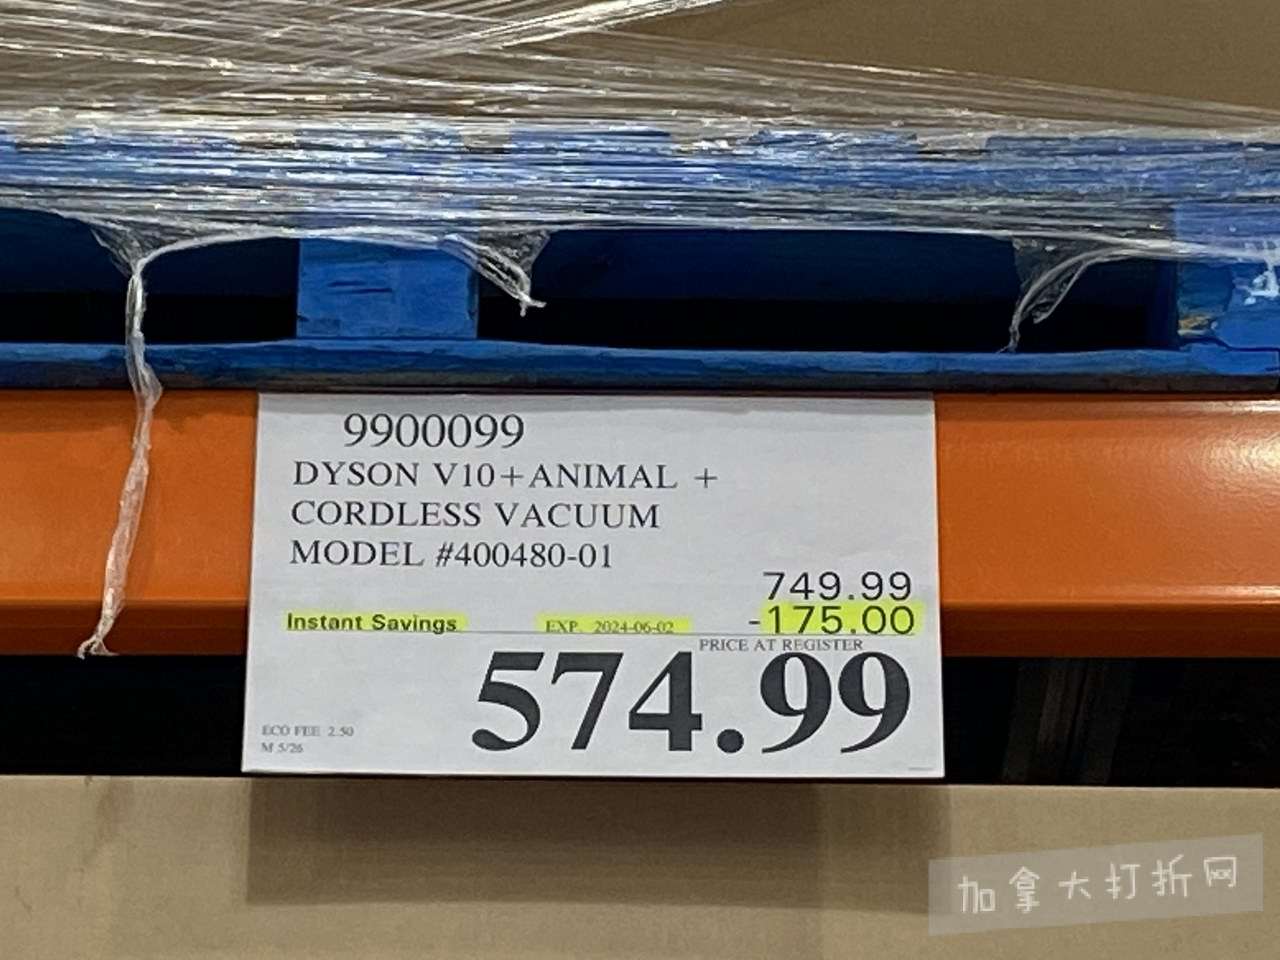 9900099
DYSON V10+ANIMAL +
CORDLESS VACUUM
MODEL #400480-01
749.99
Instant Savings EXP. 2024-06-02 -175.00
PRICE AT REGISTER
574.99
ECO FEE 2.50
M 5/26
加拿大打折网